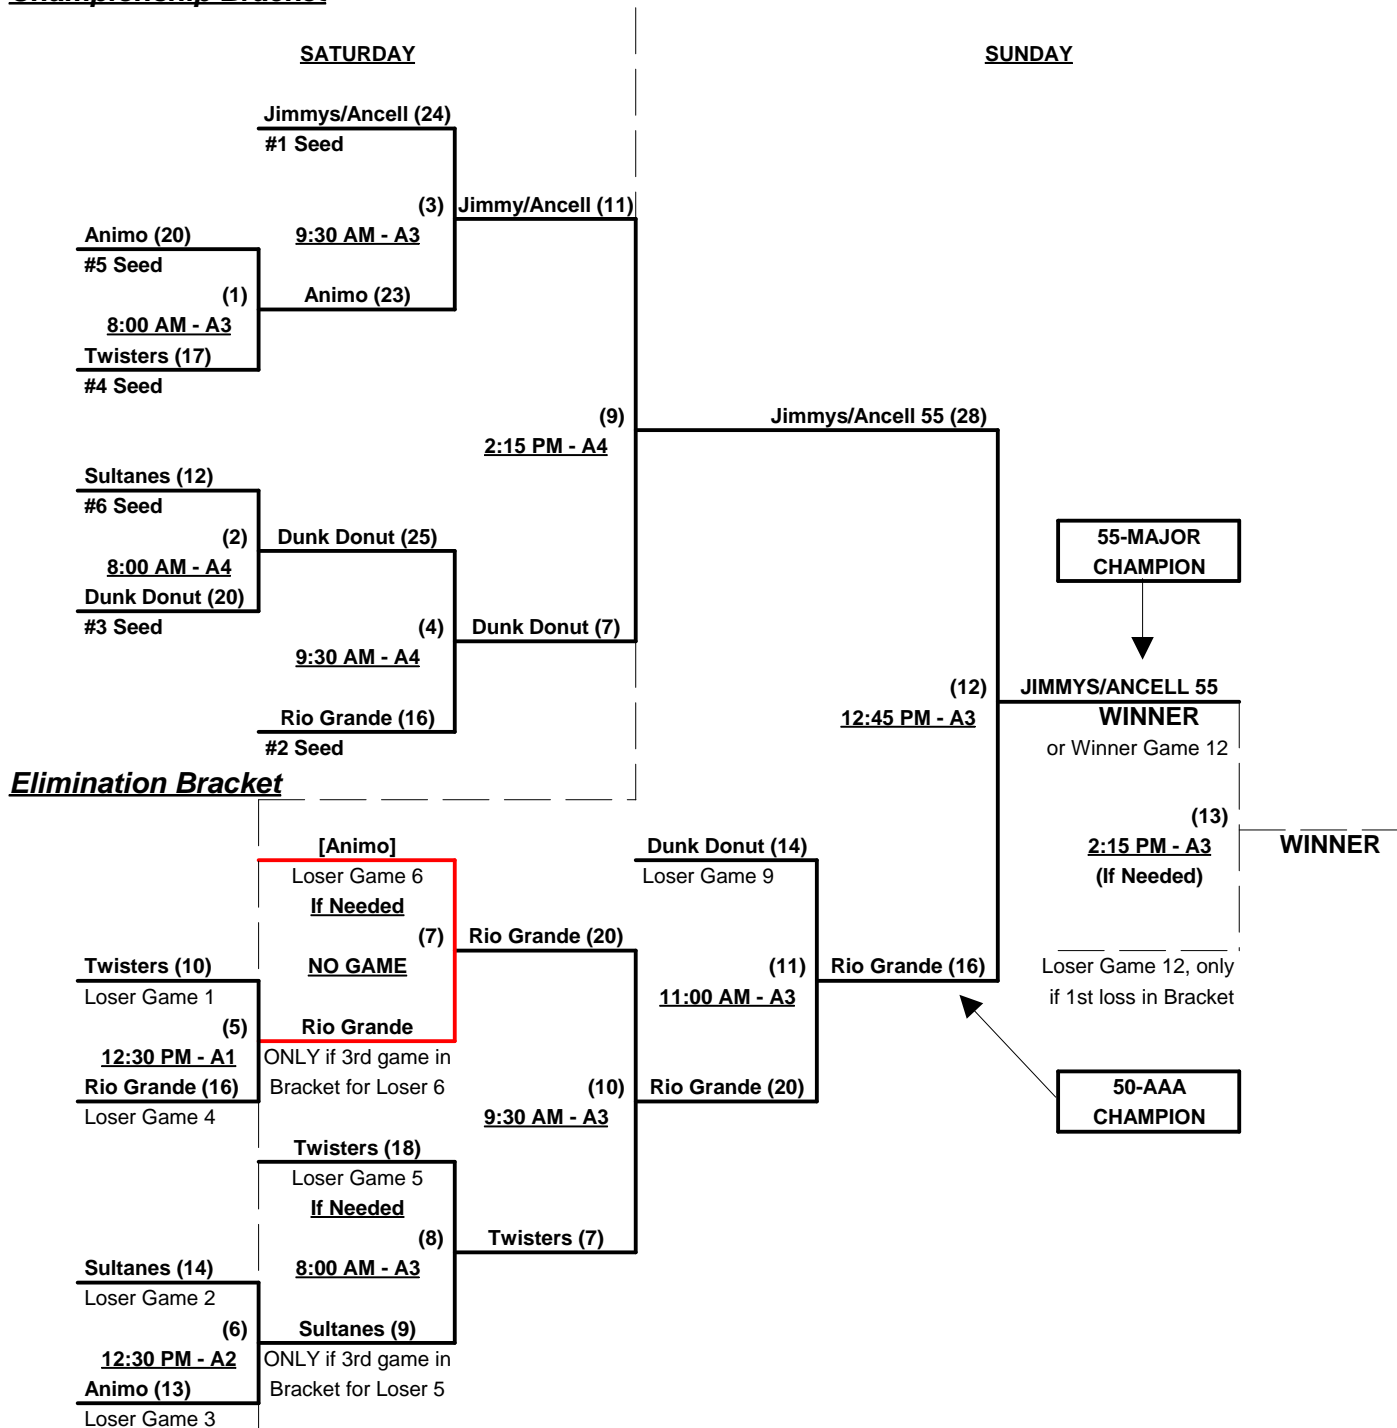 Championship Bracket
SATURDAY
SUNDAY
Jimmys/Ancell (24)
#1 Seed
(3)
Jimmy/Ancell (11)
9:30 AM - A3
Animo (20)
#5 Seed
(1)
Animo (23)
8:00 AM - A3
Twisters (17)
#4 Seed
(9)
Jimmys/Ancell 55 (28)
2:15 PM - A4
Sultanes (12)
#6 Seed
(2)
Dunk Donut (25)
8:00 AM - A4
Dunk Donut (20)
#3 Seed
(4)
Dunk Donut (7)
9:30 AM - A4
Rio Grande (16)
#2 Seed
55-MAJOR
CHAMPION
(12)
JIMMYS/ANCELL 55
12:45 PM - A3
WINNER
or Winner Game 12
(13)
2:15 PM - A3
(If Needed)
WINNER
Loser Game 12, only
if 1st loss in Bracket
Elimination Bracket
[Animo]
Loser Game 6
If Needed
(7)
Rio Grande (20)
NO GAME
Dunk Donut (14)
Loser Game 9
Twisters (10)
Loser Game 1
(5)
Rio Grande
12:30 PM - A1
ONLY if 3rd game in
Bracket for Loser 6
Rio Grande (16)
Loser Game 4
(11)
Rio Grande (16)
11:00 AM - A3
(10)
Rio Grande (20)
9:30 AM - A3
50-AAA
CHAMPION
Twisters (18)
Loser Game 5
If Needed
(8)
Twisters (7)
8:00 AM - A3
Sultanes (14)
Loser Game 2
(6)
Sultanes (9)
12:30 PM - A2
ONLY if 3rd game in
Bracket for Loser 5
Animo (13)
Loser Game 3